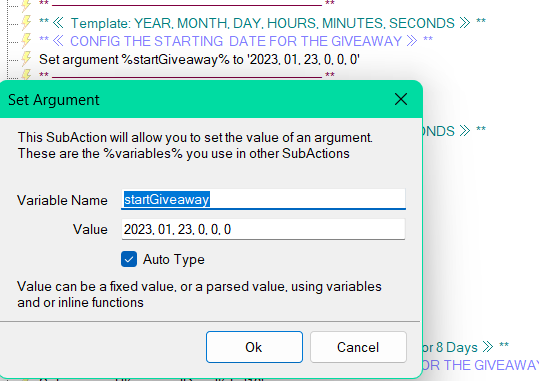 ** ———————————————————— **
** ≪ Template: YEAR, MONTH, DAY, HOURS, MINUTES, SECONDS ≫ **
** ≪ CONFIG THE STARTING DATE FOR THE GIVEAWAY ≫ **
Set argument %startGiveaway% to '2023, 01, 23, 0, 0, 0'
** ———————————————————— **
Set Argument
ONDS ≫ **
This SubAction will allow you to set the value of an argument.
These are the %variables% you use in other SubActions
Variable Name startGiveaway
Value 2023, 01, 23, 0, 0, 0
Auto Type
Value can be a fixed value, or a parsed value, using variables
and or inline functions
Ok Cancel
or 8 Days ≫ **
OR THE GIVEAWAY